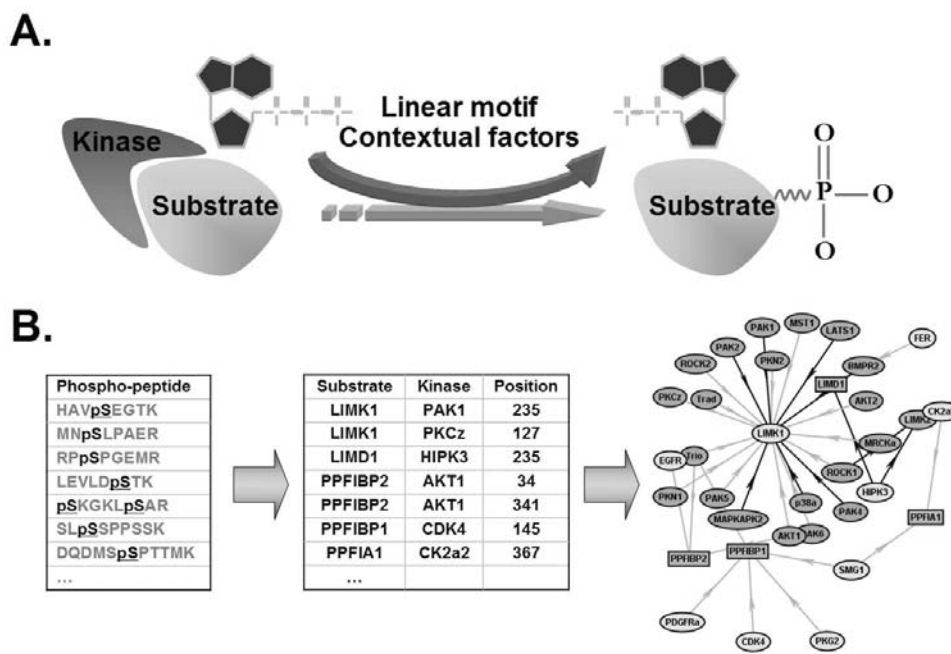 A.
Kinase
Substrate
Linear motif
Contextual factors
Substrate
P
O
O
O
B.
Phospho-peptide
HAVpSEGTK
MNpSLPAER
RPpSPGEMR
LEVLDpSTK
pSKGKLpSAR
SLpSSPPSSK
DQDMSpSPTTMK
...
Substrate Kinase Position
LIMK1 PAK1 235
LIMK1 PKCz 127
LIMD1 HIPK3 235
PPFIBP2 AKT1 34
PPFIBP2 AKT1 341
PPFIBP1 CDK4 145
PPFIA1 CK2a2 367
...
PAK1
MST1
LATS1
FER
PAK2
PKN2
BMPR2
ROCK2
LIMD1
PKCz
Trad
AKT2
CK2a
LIMK1
MRCKa
EGFR
Trio
ROCK1
HIPK3
PKN1
PAK5
p38a
PAK4
MAPKAPK2
PPFIA1
AKT1
PPFIBP2
PPFIBP1
SMG1
PDGFRa
CDK4
PKG2